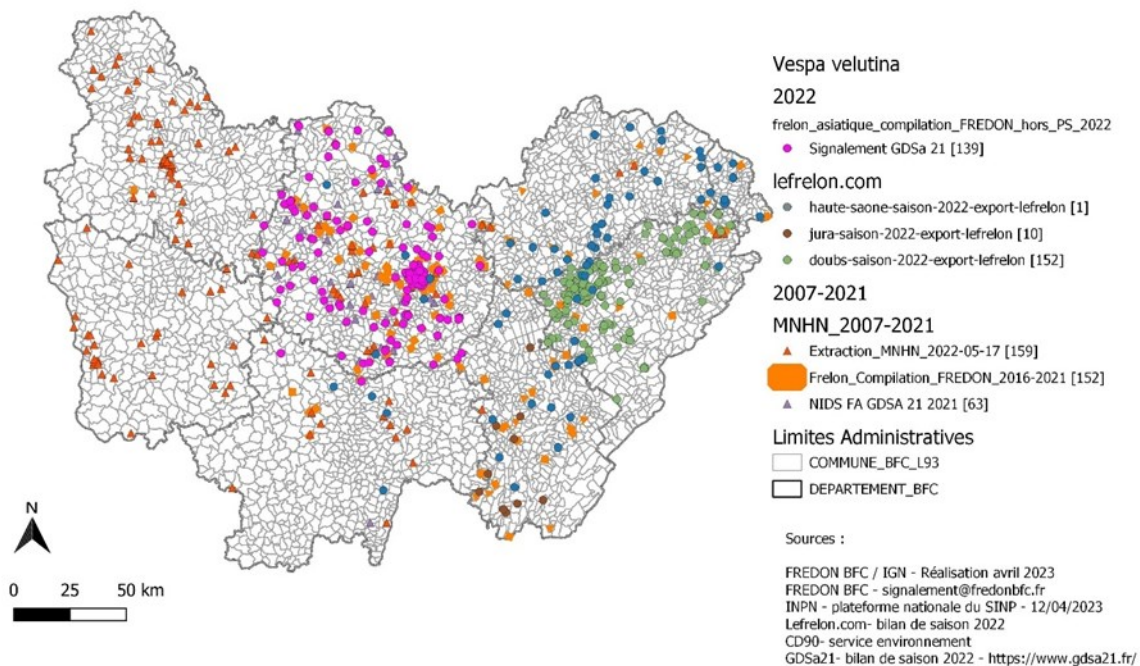 Vespa velutina
2022
frelon_asiatique_compilation_FREDON_hors_PS_2022
Signalement GDSa 21 [139]
lefrelon.com
haute-saone-saison-2022-export-lefrelon [1]
jura-saison-2022-export-lefrelon [10]
doubs-saison-2022-export-lefrelon [152]
2007-2021
MNHN_2007-2021
Extraction_MNHN_2022-05-17 [159]
Frelon_Compilation_FREDON_2016-2021 [152]
NIDS FA GDSA 21 2021 [63]
Limites Administratives
COMMUNE_BFC_L93
DEPARTEMENT_BFC
N
0 25 50 km
Sources :
FREDON BFC / IGN - Réalisation avril 2023
FREDON BFC - signalement@fredonbfc.fr
INPN - plateforme nationale du SINP - 12/04/2023
Lefrelon.com- bilan de saison 2022
CD90- service environnement
GDSa21- bilan de saison 2022 - https://www.gdsa21.fr/